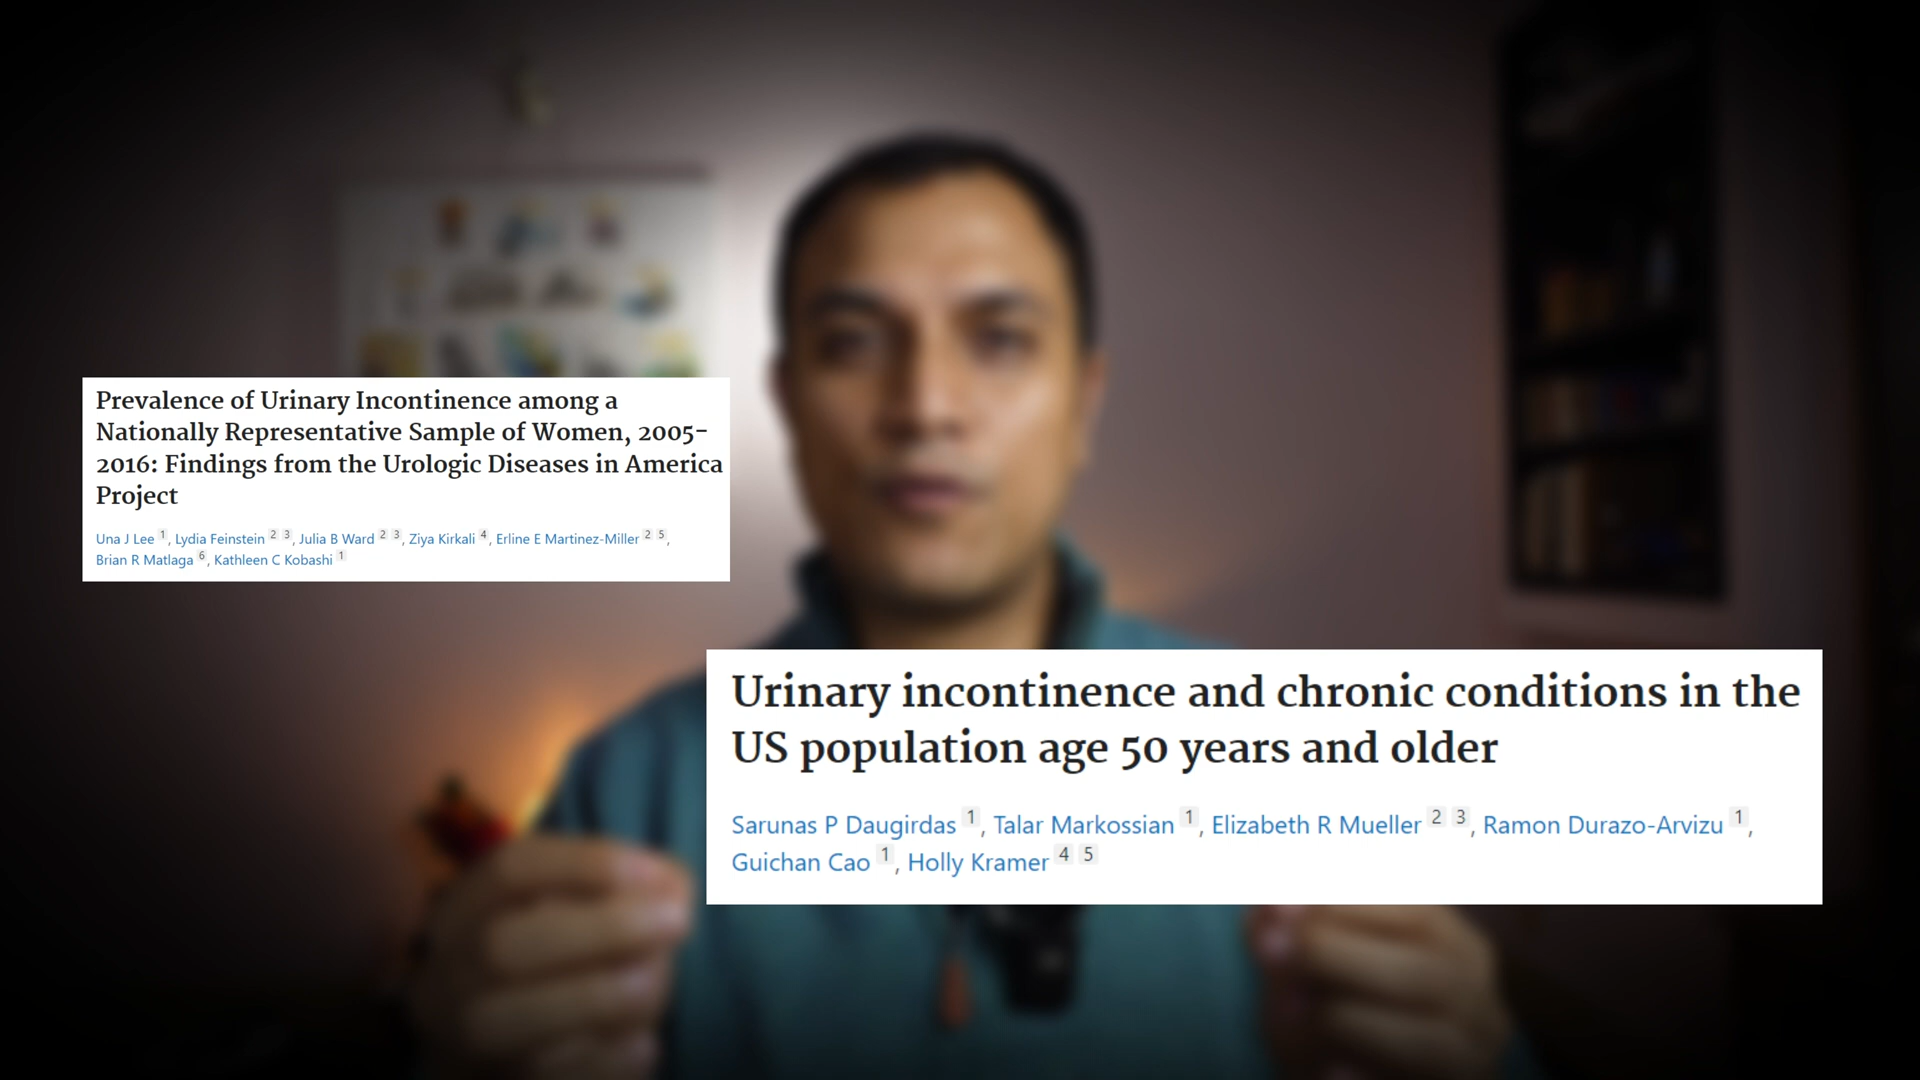 Prevalence of Urinary Incontinence among a
Nationally Representative Sample of Women, 2005-
2016: Findings from the Urologic Diseases in America
Project
Una J Lee 1, Lydia Feinstein 2 3, Julia B Ward 2 3, Ziya Kirkali 4, Erline E Martinez-Miller 2 5,
Brian R Matlaga 6, Kathleen C Kobashi 1
Urinary incontinence and chronic conditions in the
US population age 50 years and older
Sarunas P Daugirdas 1, Talar Markossian 1, Elizabeth R Mueller 2 3, Ramon Durazo-Arvizu 1,
Guichan Cao 1, Holly Kramer 4 5